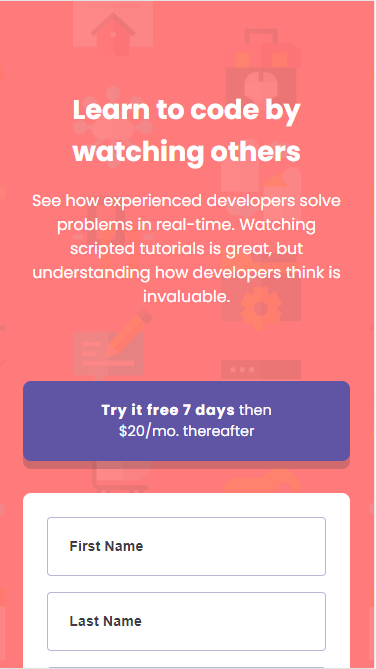 Learn to code by
watching others
See how experienced developers solve
problems in real-time. Watching
scripted tutorials is great, but
understanding how developers think is
invaluable.
Try it free 7 days then
$20/mo. thereafter
First Name
Last Name